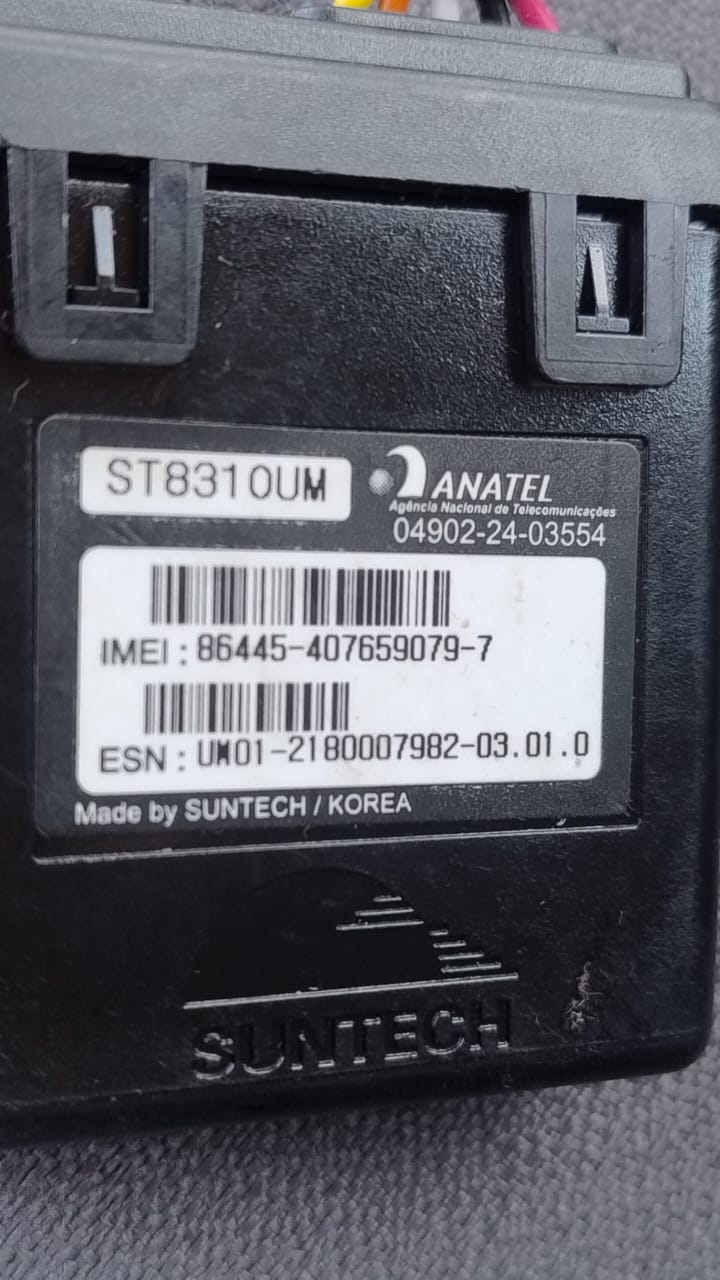 ST8310UM
ANATEL
Agência Nacional de Telecomunicações
04902-24-03554
IMEI : 86445-407659079-7
ESN : UM01-2180007982-03.01.0
Made by SUNTECH / KOREA
SUNTECH